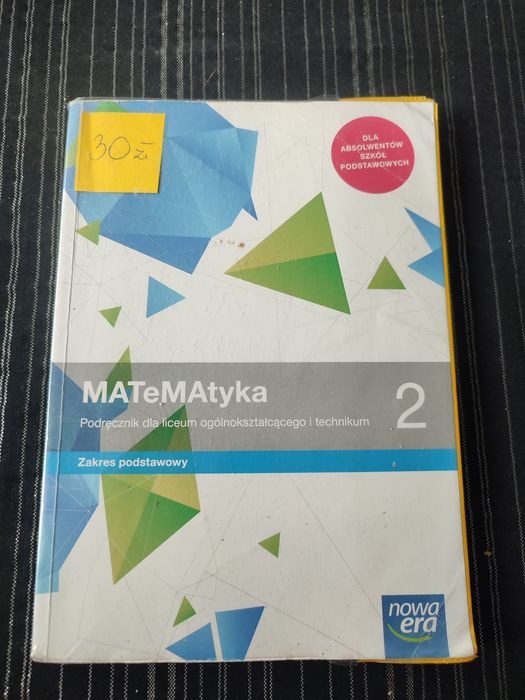 30 zł
DLA
ABSOLWENTÓW
SZKÓŁ
PODSTAWOWYCH
MATeMAtyka
2
Podręcznik dla liceum ogólnokształcącego i technikum
Zakres podstawowy
nowa
era